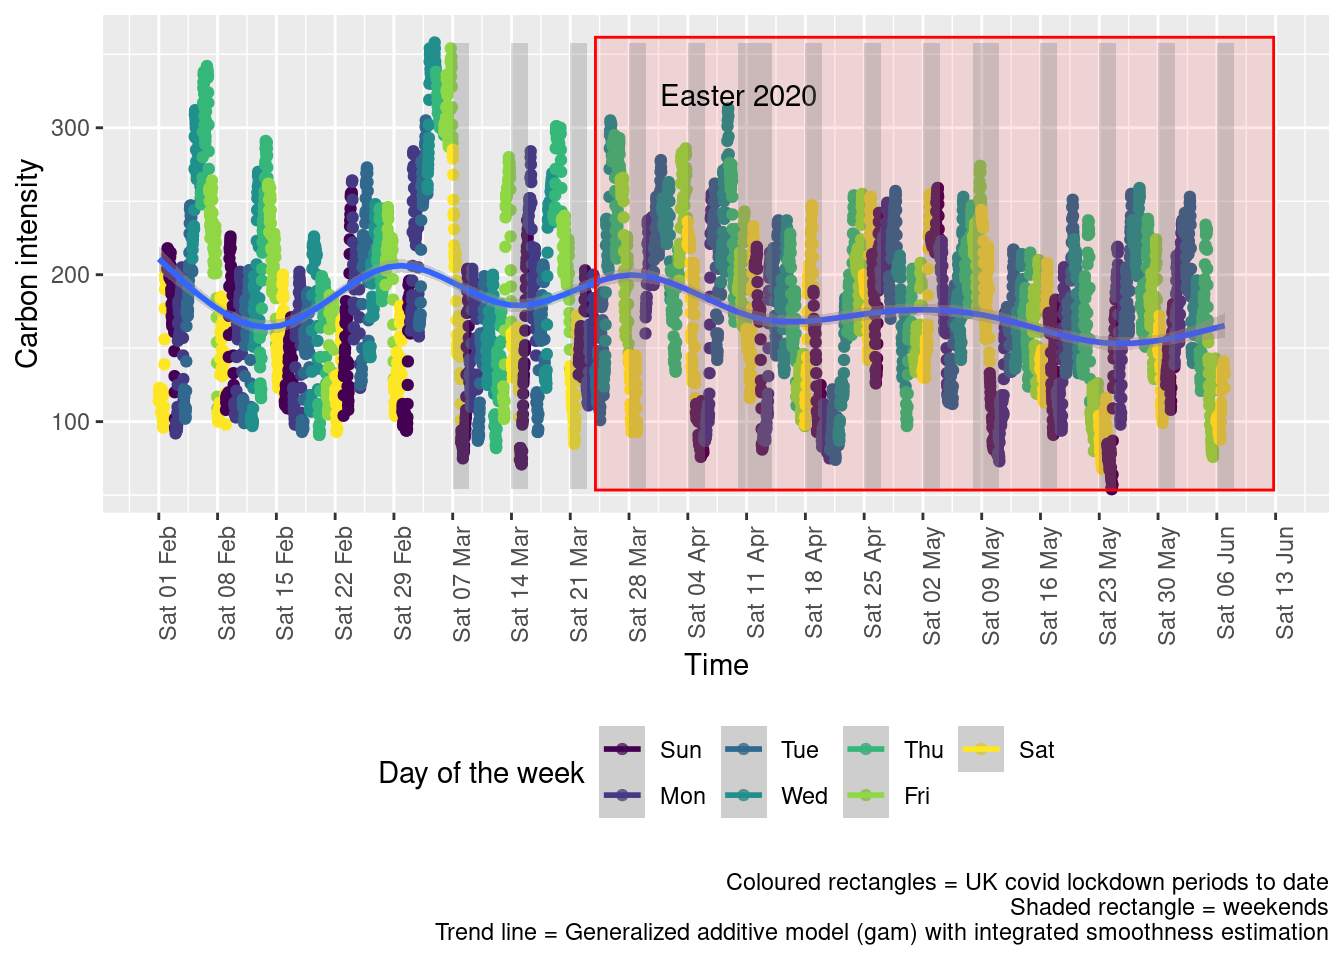 Easter 2020
Carbon intensity
300
200
100
Sat 01 Feb
Sat 08 Feb
Sat 15 Feb
Sat 22 Feb
Sat 29 Feb
Sat 07 Mar
Sat 14 Mar
Sat 21 Mar
Sat 28 Mar
Sat 04 Apr
Sat 11 Apr
Sat 18 Apr
Sat 25 Apr
Sat 02 May
Sat 09 May
Sat 16 May
Sat 23 May
Sat 30 May
Sat 06 Jun
Sat 13 Jun
Time
Day of the week
Sun Tue Thu Sat
Mon Wed Fri
Coloured rectangles = UK covid lockdown periods to date
Shaded rectangle = weekends
Trend line = Generalized additive model (gam) with integrated smoothness estimation